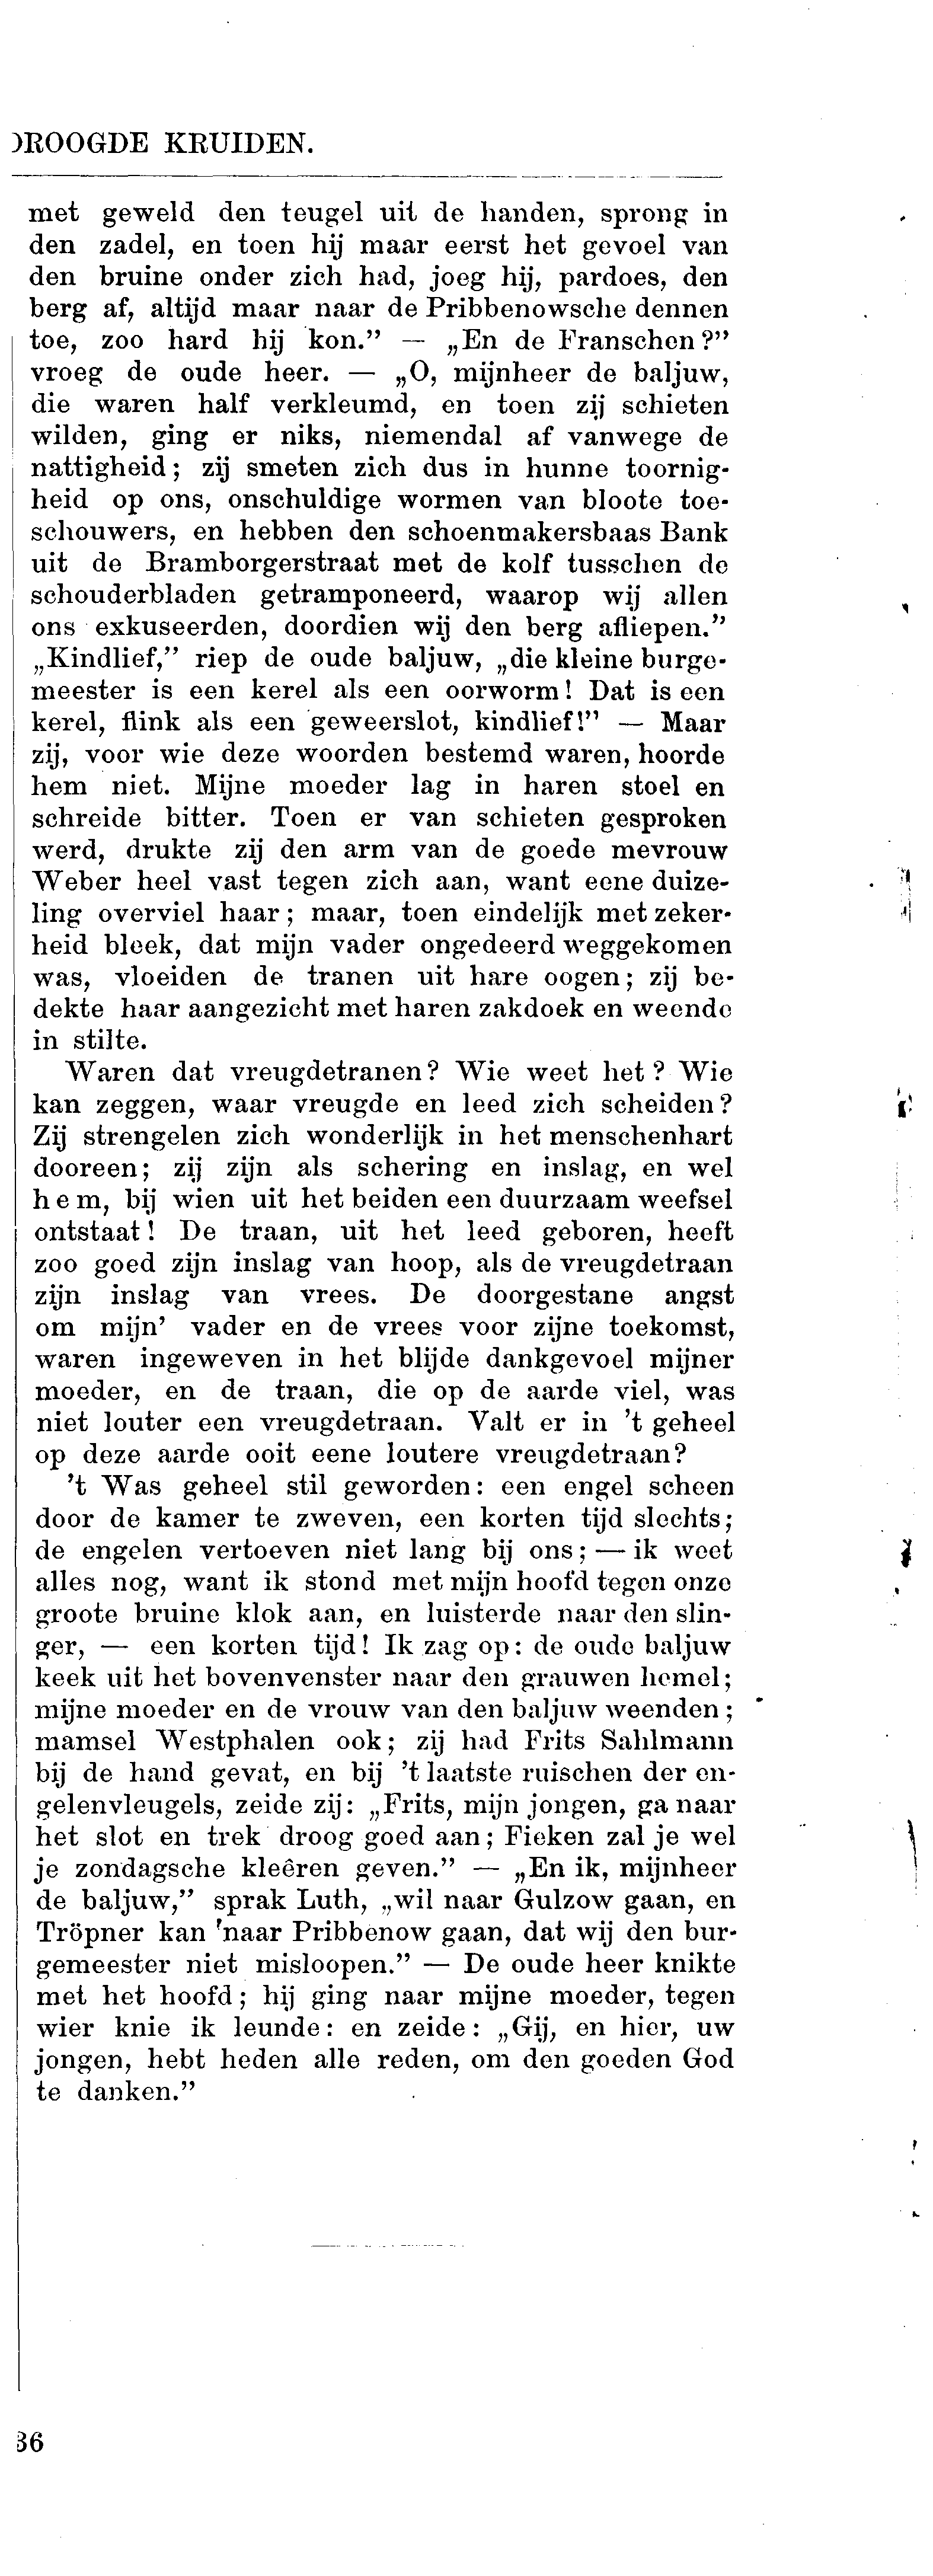 DROOGDE KRUIDEN.
met geweld den teugel uit de handen, sprong in
den zadel, en toen hij maar eerst het gevoel van
den bruine onder zich had, joeg hij, pardoes, den
berg af, altijd maar naar de Pribbenowsche dennen
toe, zoo hard hij kon.” — „En de Franschen?”
vroeg de oude heer. — „O, mijnheer de baljuw,
die waren half verkleumd, en toen zij schieten
wilden, ging er niks, niemendal af vanwege de
nattigheid; zij smeten zich dus in hunne toornig-
heid op ons, onschuldige wormen van bloote toe-
schouwers, en hebben den schoenmakersbaas Bank
uit de Bramborgerstraat met de kolf tusschen de
schouderbladen getramponeerd, waarop wij allen
ons exkuseerden, doordien wij den berg afliepen.”
„Kindlief,” riep de oude baljuw, „die kleine burge-
meester is een kerel als een oorworm! Dat is een
kerel, flink als een geweerslot, kindlief!” — Maar
zij, voor wie deze woorden bestemd waren, hoorde
hem niet. Mijne moeder lag in haren stoel en
schreide bitter. Toen er van schieten gesproken
werd, drukte zij den arm van de goede mevrouw
Weber heel vast tegen zich aan, want eene duize-
ling overviel haar; maar, toen eindelijk met zeker-
heid bleek, dat mijn vader ongedeerd weggekomen
was, vloeiden de tranen uit hare oogen; zij be-
dekte haar aangezicht met haren zakdoek en weende
in stilte.
Waren dat vreugdetranen? Wie weet het? Wie
kan zeggen, waar vreugde en leed zich scheiden?
Zij strengelen zich wonderlijk in het menschenhart
dooreen; zij zijn als schering en inslag, en wel
hem, bij wien uit het beiden een duurzaam weefsel
ontstaat! De traan, uit het leed geboren, heeft
zoo goed zijn inslag van hoop, als de vreugdetraan
zijn inslag van vrees. De doorgestane angst
om mijn’ vader en de vrees voor zijne toekomst,
waren ingeweven in het blijde dankgevoel mijner
moeder, en de traan, die op de aarde viel, was
niet louter een vreugdetraan. Valt er in ’t geheel
op deze aarde ooit eene loutere vreugdetraan?
’t Was geheel stil geworden: een engel scheen
door de kamer te zweven, een korten tijd slechts;
de engelen vertoeven niet lang bij ons; — ik weet
alles nog, want ik stond met mijn hoofd tegen onze
groote bruine klok aan, en luisterde naar den slin-
ger, — een korten tijd! Ik zag op: de oude baljuw
keek uit het bovenvenster naar den grauwen hemel;
mijne moeder en de vrouw van den baljuw weenden;
mamsel Westphalen ook; zij had Frits Sahlmann
bij de hand gevat, en bij ’t laatste ruischen der en-
gelenvleugels, zeide zij: „Frits, mijn jongen, ga naar
het slot en trek droog goed aan; Fieken zal je wel
je zondagsche kleêren geven.” — „En ik, mijnheer
de baljuw,” sprak Luth, „wil naar Gulzow gaan, en
Tröpner kan naar Pribbenow gaan, dat wij den bur-
gemeester niet misloopen.” — De oude heer knikte
met het hoofd; hij ging naar mijne moeder, tegen
wier knie ik leunde: en zeide: „Gij, en hier, uw
jongen, hebt heden alle reden, om den goeden God
te danken.”
36